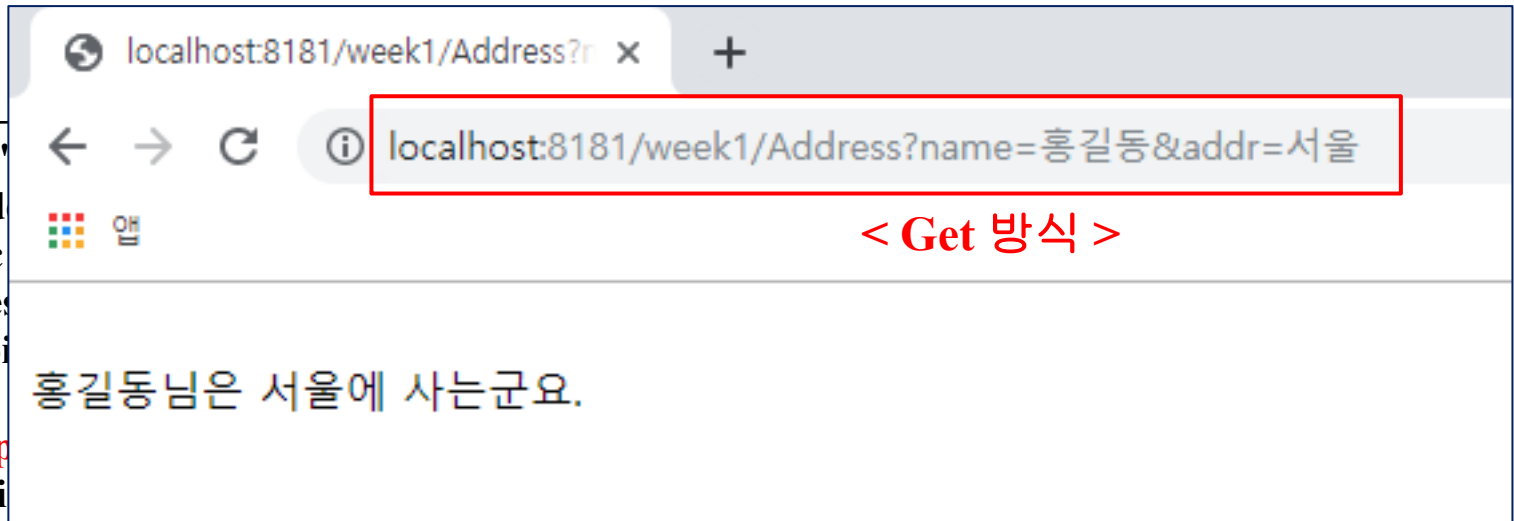 localhost:8181/week1/Address?
localhost:8181/week1/Address?name=홍길동&addr=서울
앱
< Get 방식 >
홍길동님은 서울에 사는군요.